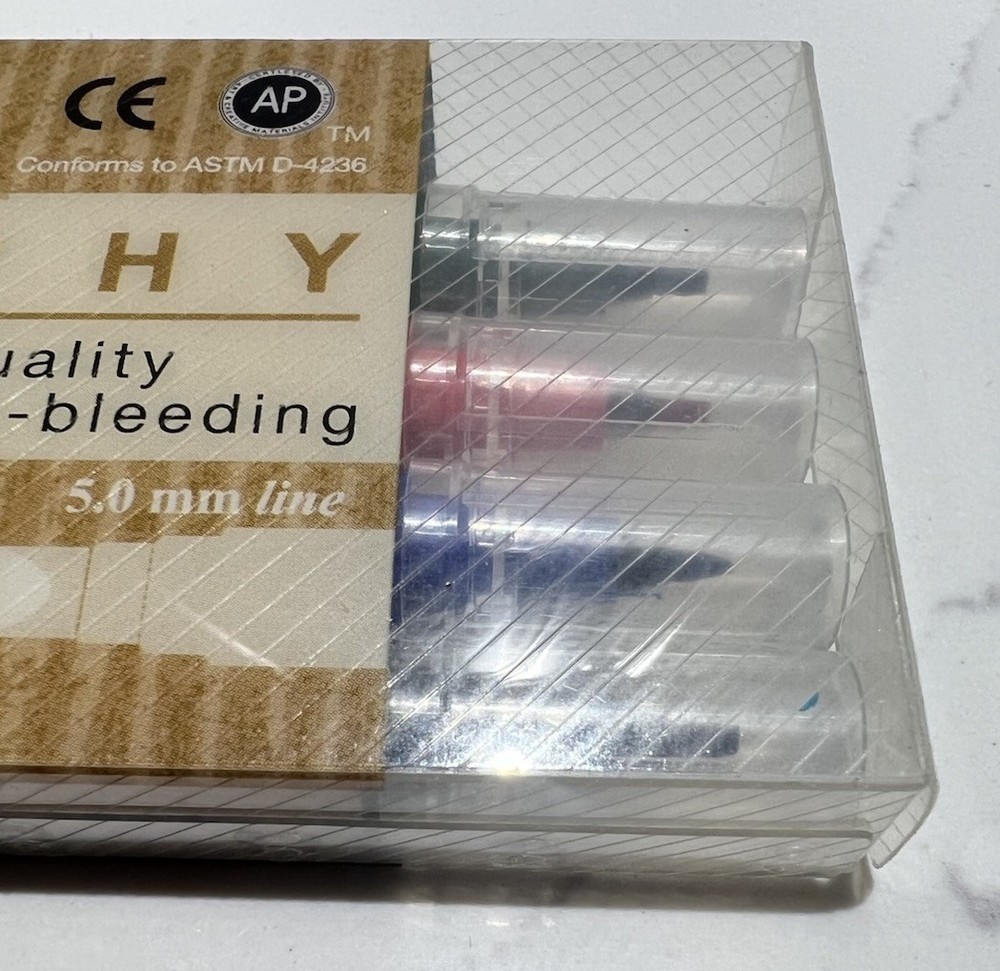 CE
AP
TM
Conforms to ASTM D-4236
H Y
uality
-bleeding
5.0 mm line